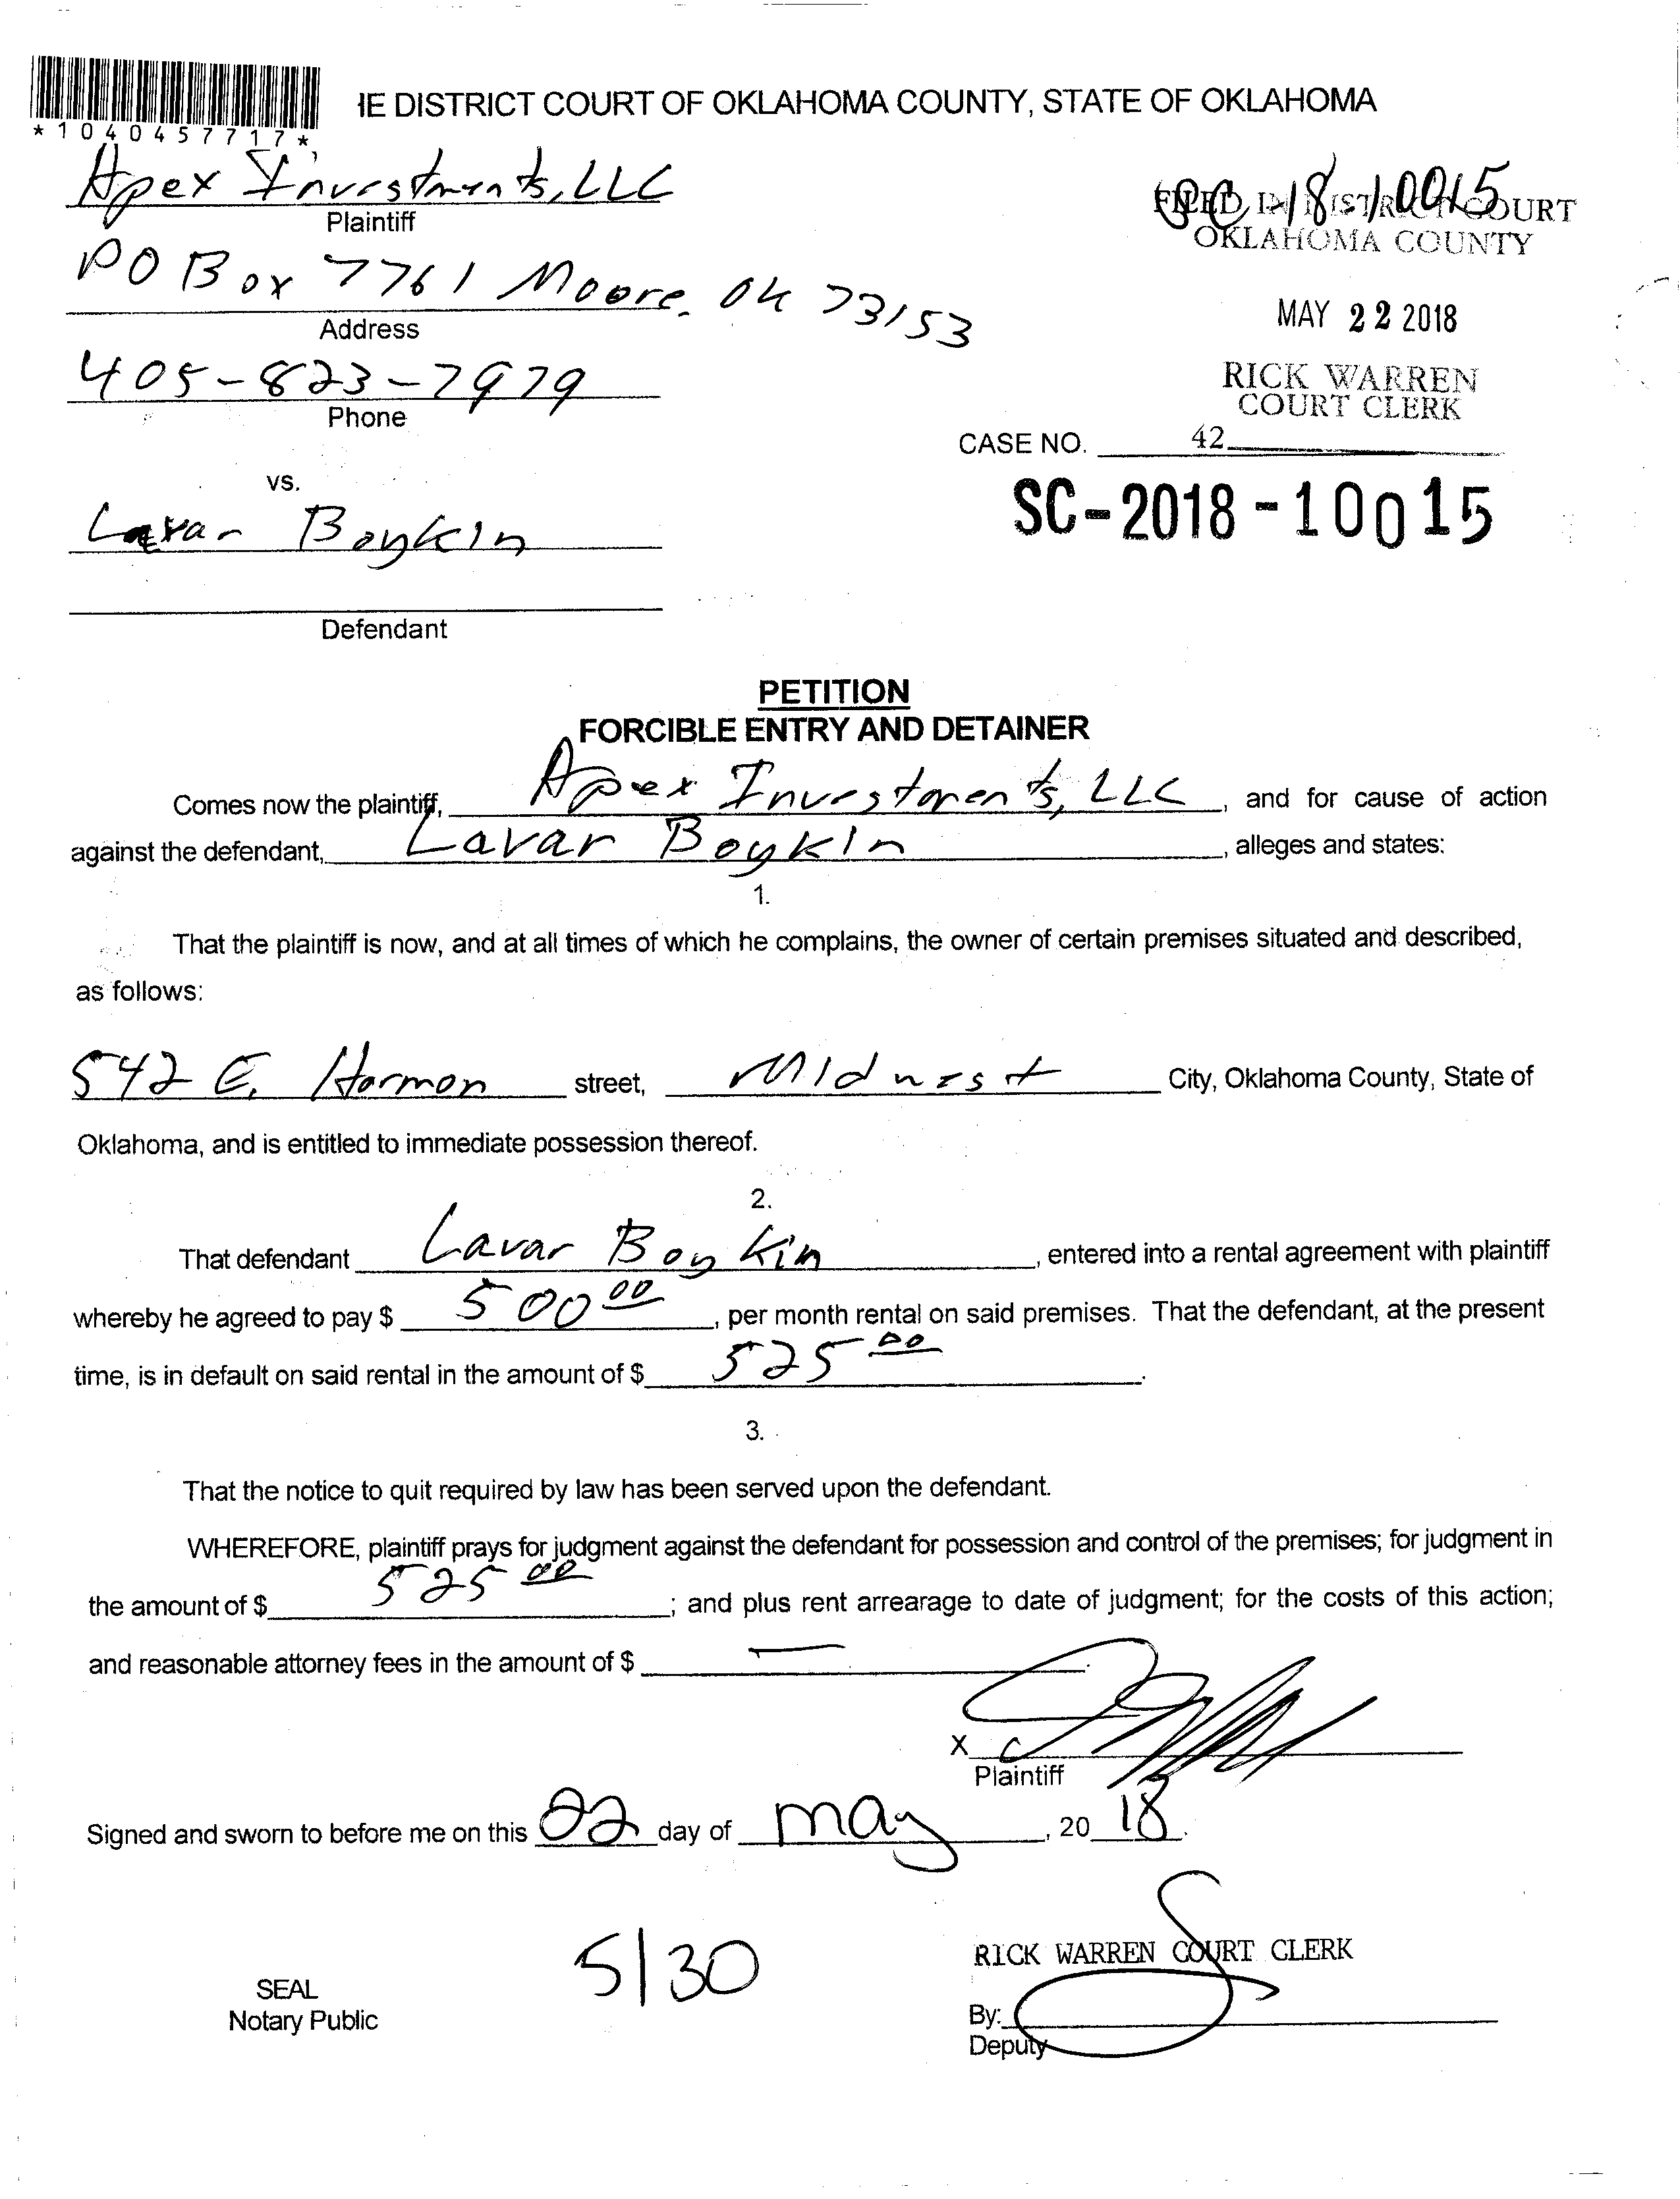 *1040457717*
IE DISTRICT COURT OF OKLAHOMA COUNTY, STATE OF OKLAHOMA
Apex Investments, LLC
Plaintiff
SC-18-10015
FILED IN DISTRICT COURT
OKLAHOMA COUNTY
PO Box 7761 Moore, OK 73153
Address
MAY 22 2018
405-823-7979
Phone
RICK WARREN
COURT CLERK
CASE NO. 42
vs.
SC-2018-10015
Lavar Boykin
Defendant
PETITION
FORCIBLE ENTRY AND DETAINER
Comes now the plaintiff, Apex Investments, LLC, and for cause of action
against the defendant, Lavar Boykin, alleges and states:
1.
That the plaintiff is now, and at all times of which he complains, the owner of certain premises situated and described,
as follows:
542 E. Harmon street, Midwest City, Oklahoma County, State of
Oklahoma, and is entitled to immediate possession thereof.
2.
That defendant Lavar Boykin, entered into a rental agreement with plaintiff
whereby he agreed to pay $ 500 00, per month rental on said premises. That the defendant, at the present
time, is in default on said rental in the amount of $ 525 00.
3.
That the notice to quit required by law has been served upon the defendant.
WHEREFORE, plaintiff prays for judgment against the defendant for possession and control of the premises; for judgment in
the amount of $ 525 00; and plus rent arrearage to date of judgment; for the costs of this action;
and reasonable attorney fees in the amount of $ —.
X
Plaintiff
Signed and sworn to before me on this 22 day of May, 20 18.
5/30
RICK WARREN COURT CLERK
SEAL
Notary Public
By:
Deputy